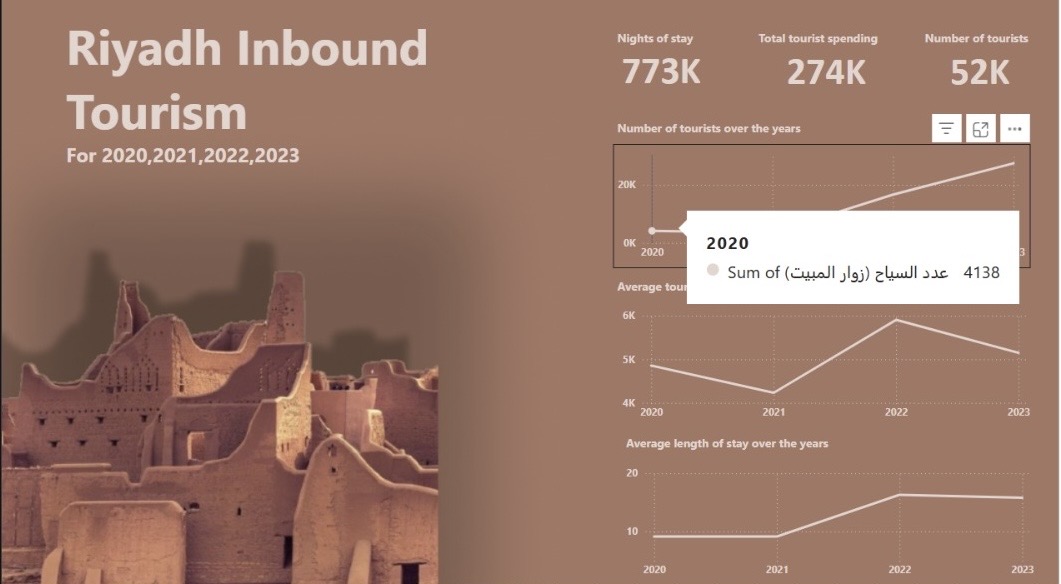 Riyadh Inbound
Tourism
For 2020,2021,2022,2023
Nights of stay
773K
Total tourist spending
274K
Number of tourists
52K
Number of tourists over the years
20K
0K
2020
3
2020
Sum of عدد السياح (زوار المبيت) 4138
Average tour
6K
5K
4K
2020 2021 2022 2023
Average length of stay over the years
20
10
2020 2021 2022 2023